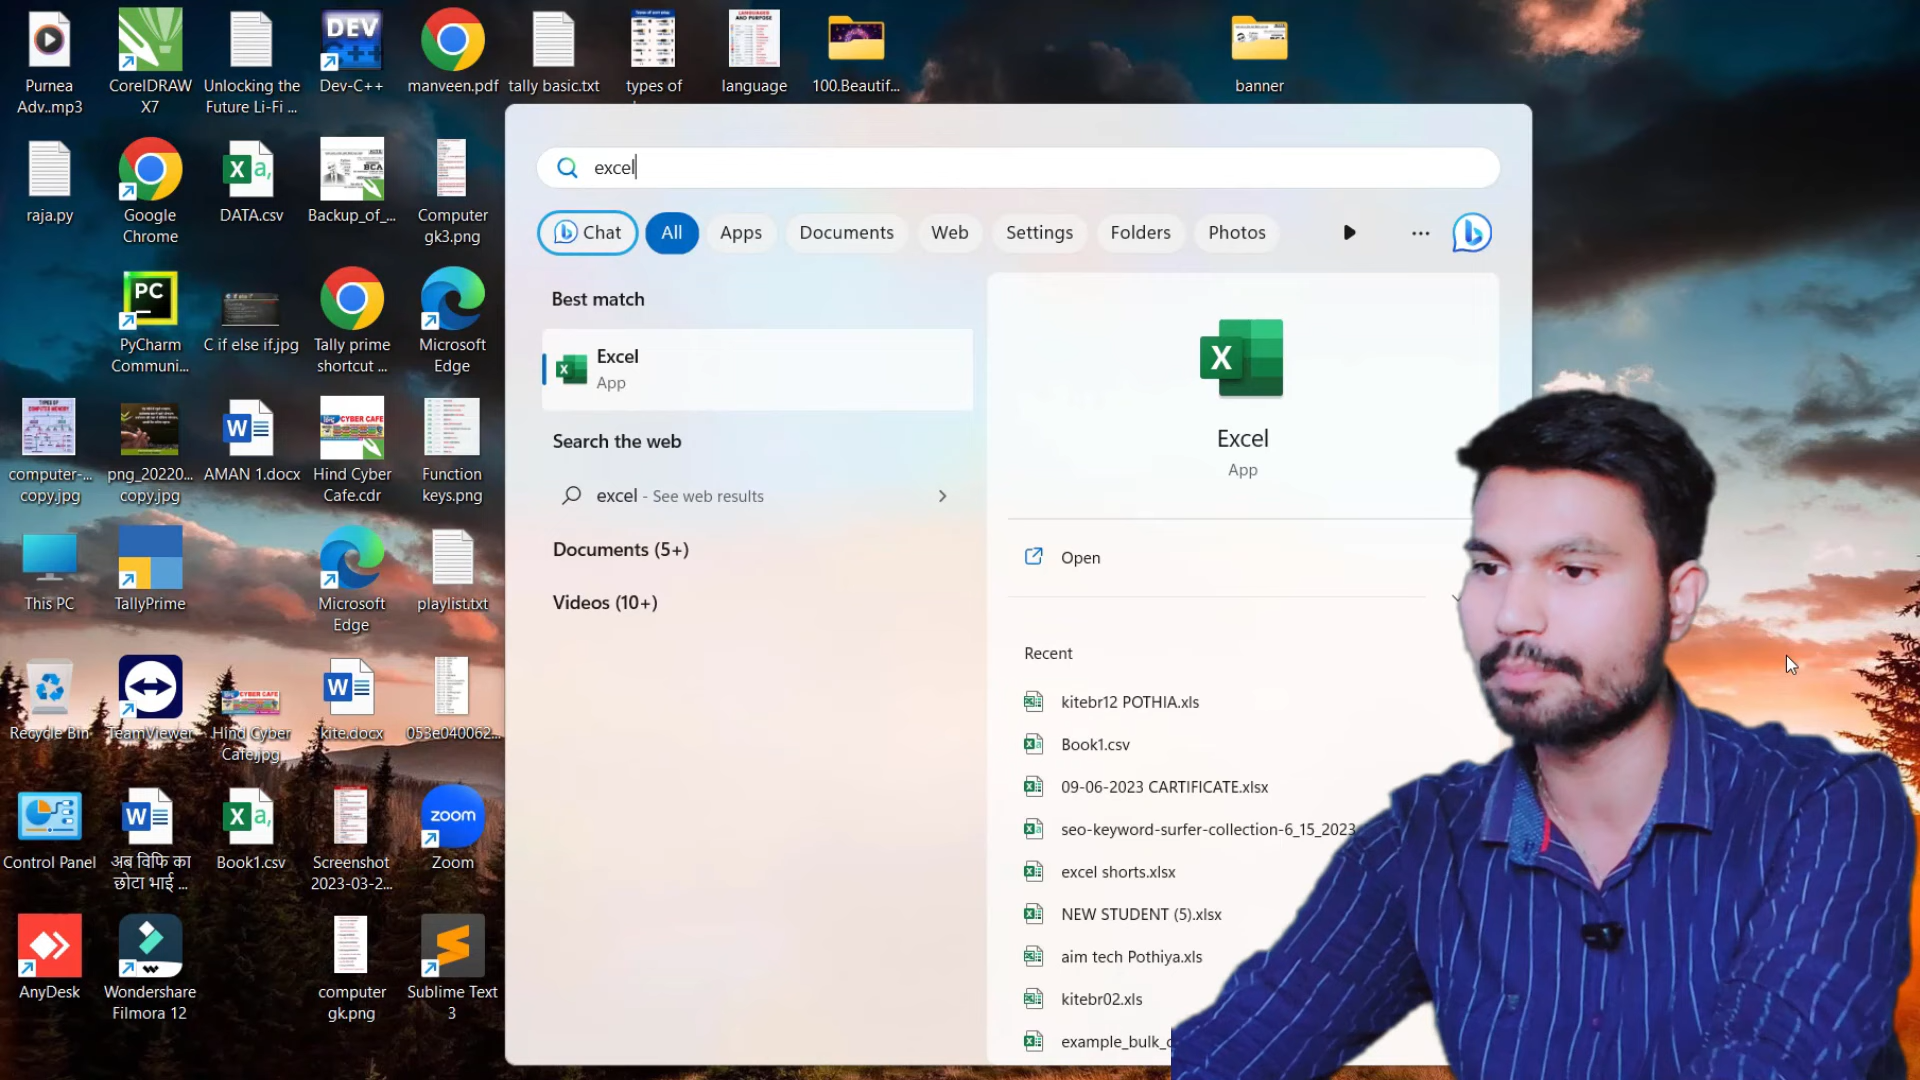 Purnea
Adv..mp3
CorelDRAW
X7
Unlocking the
Future Li-Fi ...
DEV
C++
Dev-C++
manveen.pdf
tally basic.txt
types of
LANGUAGES
AND PURPOSE
language
100.Beautif...
banner
raja.py
Google
Chrome
X a,
DATA.csv
BCA
Backup_of_...
Computer
gk3.png
PC
PyCharm
Communi...
C if else if.jpg
Tally prime
shortcut ...
Microsoft
Edge
computer-...
copy.jpg
png_20220...
copy.jpg
W
AMAN 1.docx
CYBER CAFE
Hind Cyber
Cafe.cdr
Function
keys.png
This PC
TallyPrime
Microsoft
Edge
playlist.txt
Recycle Bin
TeamViewer
CYBER CAFE
Hind Cyber
Cafe.jpg
W
kite.docx
053e040062...
Control Panel
W
अब विफि का
छोटा भाई ...
X a,
Book1.csv
Screenshot
2023-03-2...
zoom
Zoom
AnyDesk
Wondershare
Filmora 12
computer
gk.png
Sublime Text
3
excel
Chat
All
Apps
Documents
Web
Settings
Folders
Photos
Best match
Excel
App
Search the web
excel - See web results
Documents (5+)
Videos (10+)
X
Excel
App
Open
Recent
kitebr12 POTHIA.xls
Book1.csv
09-06-2023 CARTIFICATE.xlsx
seo-keyword-surfer-collection-6_15_2023
excel shorts.xlsx
NEW STUDENT (5).xlsx
aim tech Pothiya.xls
kitebr02.xls
example_bulk_